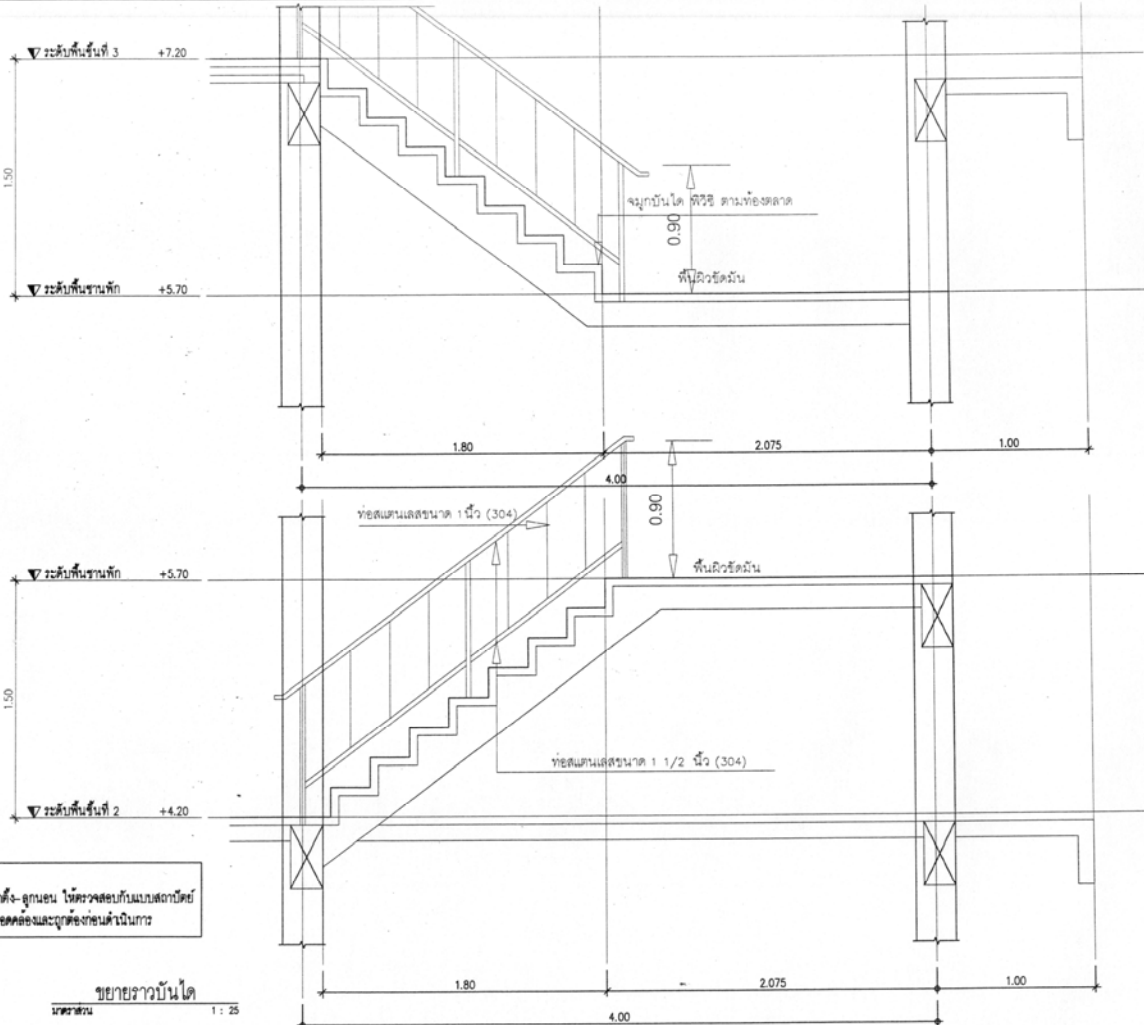 ระดับพื้นชั้นที่ 3 +7.20
1.50
จมูกบันได พีวีซี ตามท้องตลาด
0.90
พื้นผิวขัดมัน
ระดับพื้นชานพัก +5.70
1.80 2.075 1.00
4.00
ท่อสแตนเลสขนาด 1 นิ้ว (304)
0.90
พื้นผิวขัดมัน
ระดับพื้นชานพัก +5.70
1.50
ท่อสแตนเลสขนาด 1 1/2 นิ้ว (304)
ระดับพื้นชั้นที่ 2 +4.20
ตั้ง-ลูกนอน ให้ตรวจสอบกับแบบสถาปัตย์
อดคล้องและถูกต้องก่อนดำเนินการ
1.80 2.075 1.00
4.00
ขยายราวบันได
มาตราส่วน 1 : 25